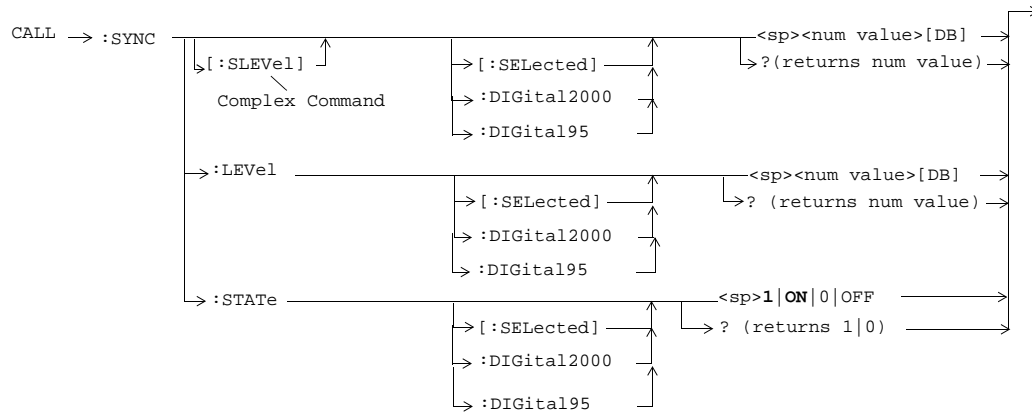 CALL :SYNC <sp><num value>[DB]
[:SLEVel] [:SELected] ?(returns num value)
Complex Command :DIGital2000
:DIGital95
:LEVel <sp><num value>[DB]
[:SELected] ? (returns num value)
:DIGital2000
:DIGital95
:STATe <sp>1|ON|0|OFF
[:SELected] ? (returns 1|0)
:DIGital2000
:DIGital95